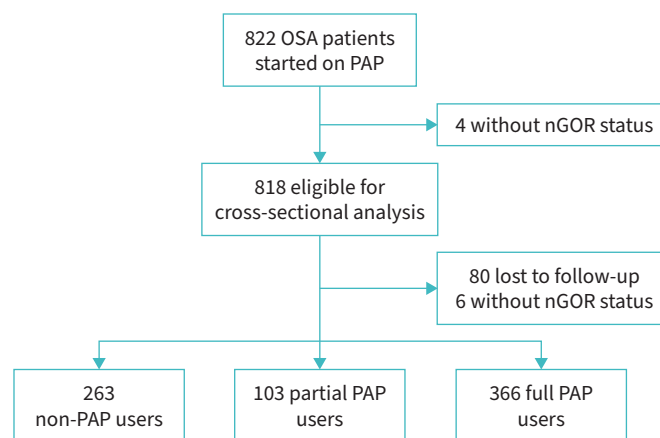 822 OSA patients
started on PAP
4 without nGOR status
818 eligible for
cross-sectional analysis
80 lost to follow-up
6 without nGOR status
263
non-PAP users
103 partial PAP
users
366 full PAP
users